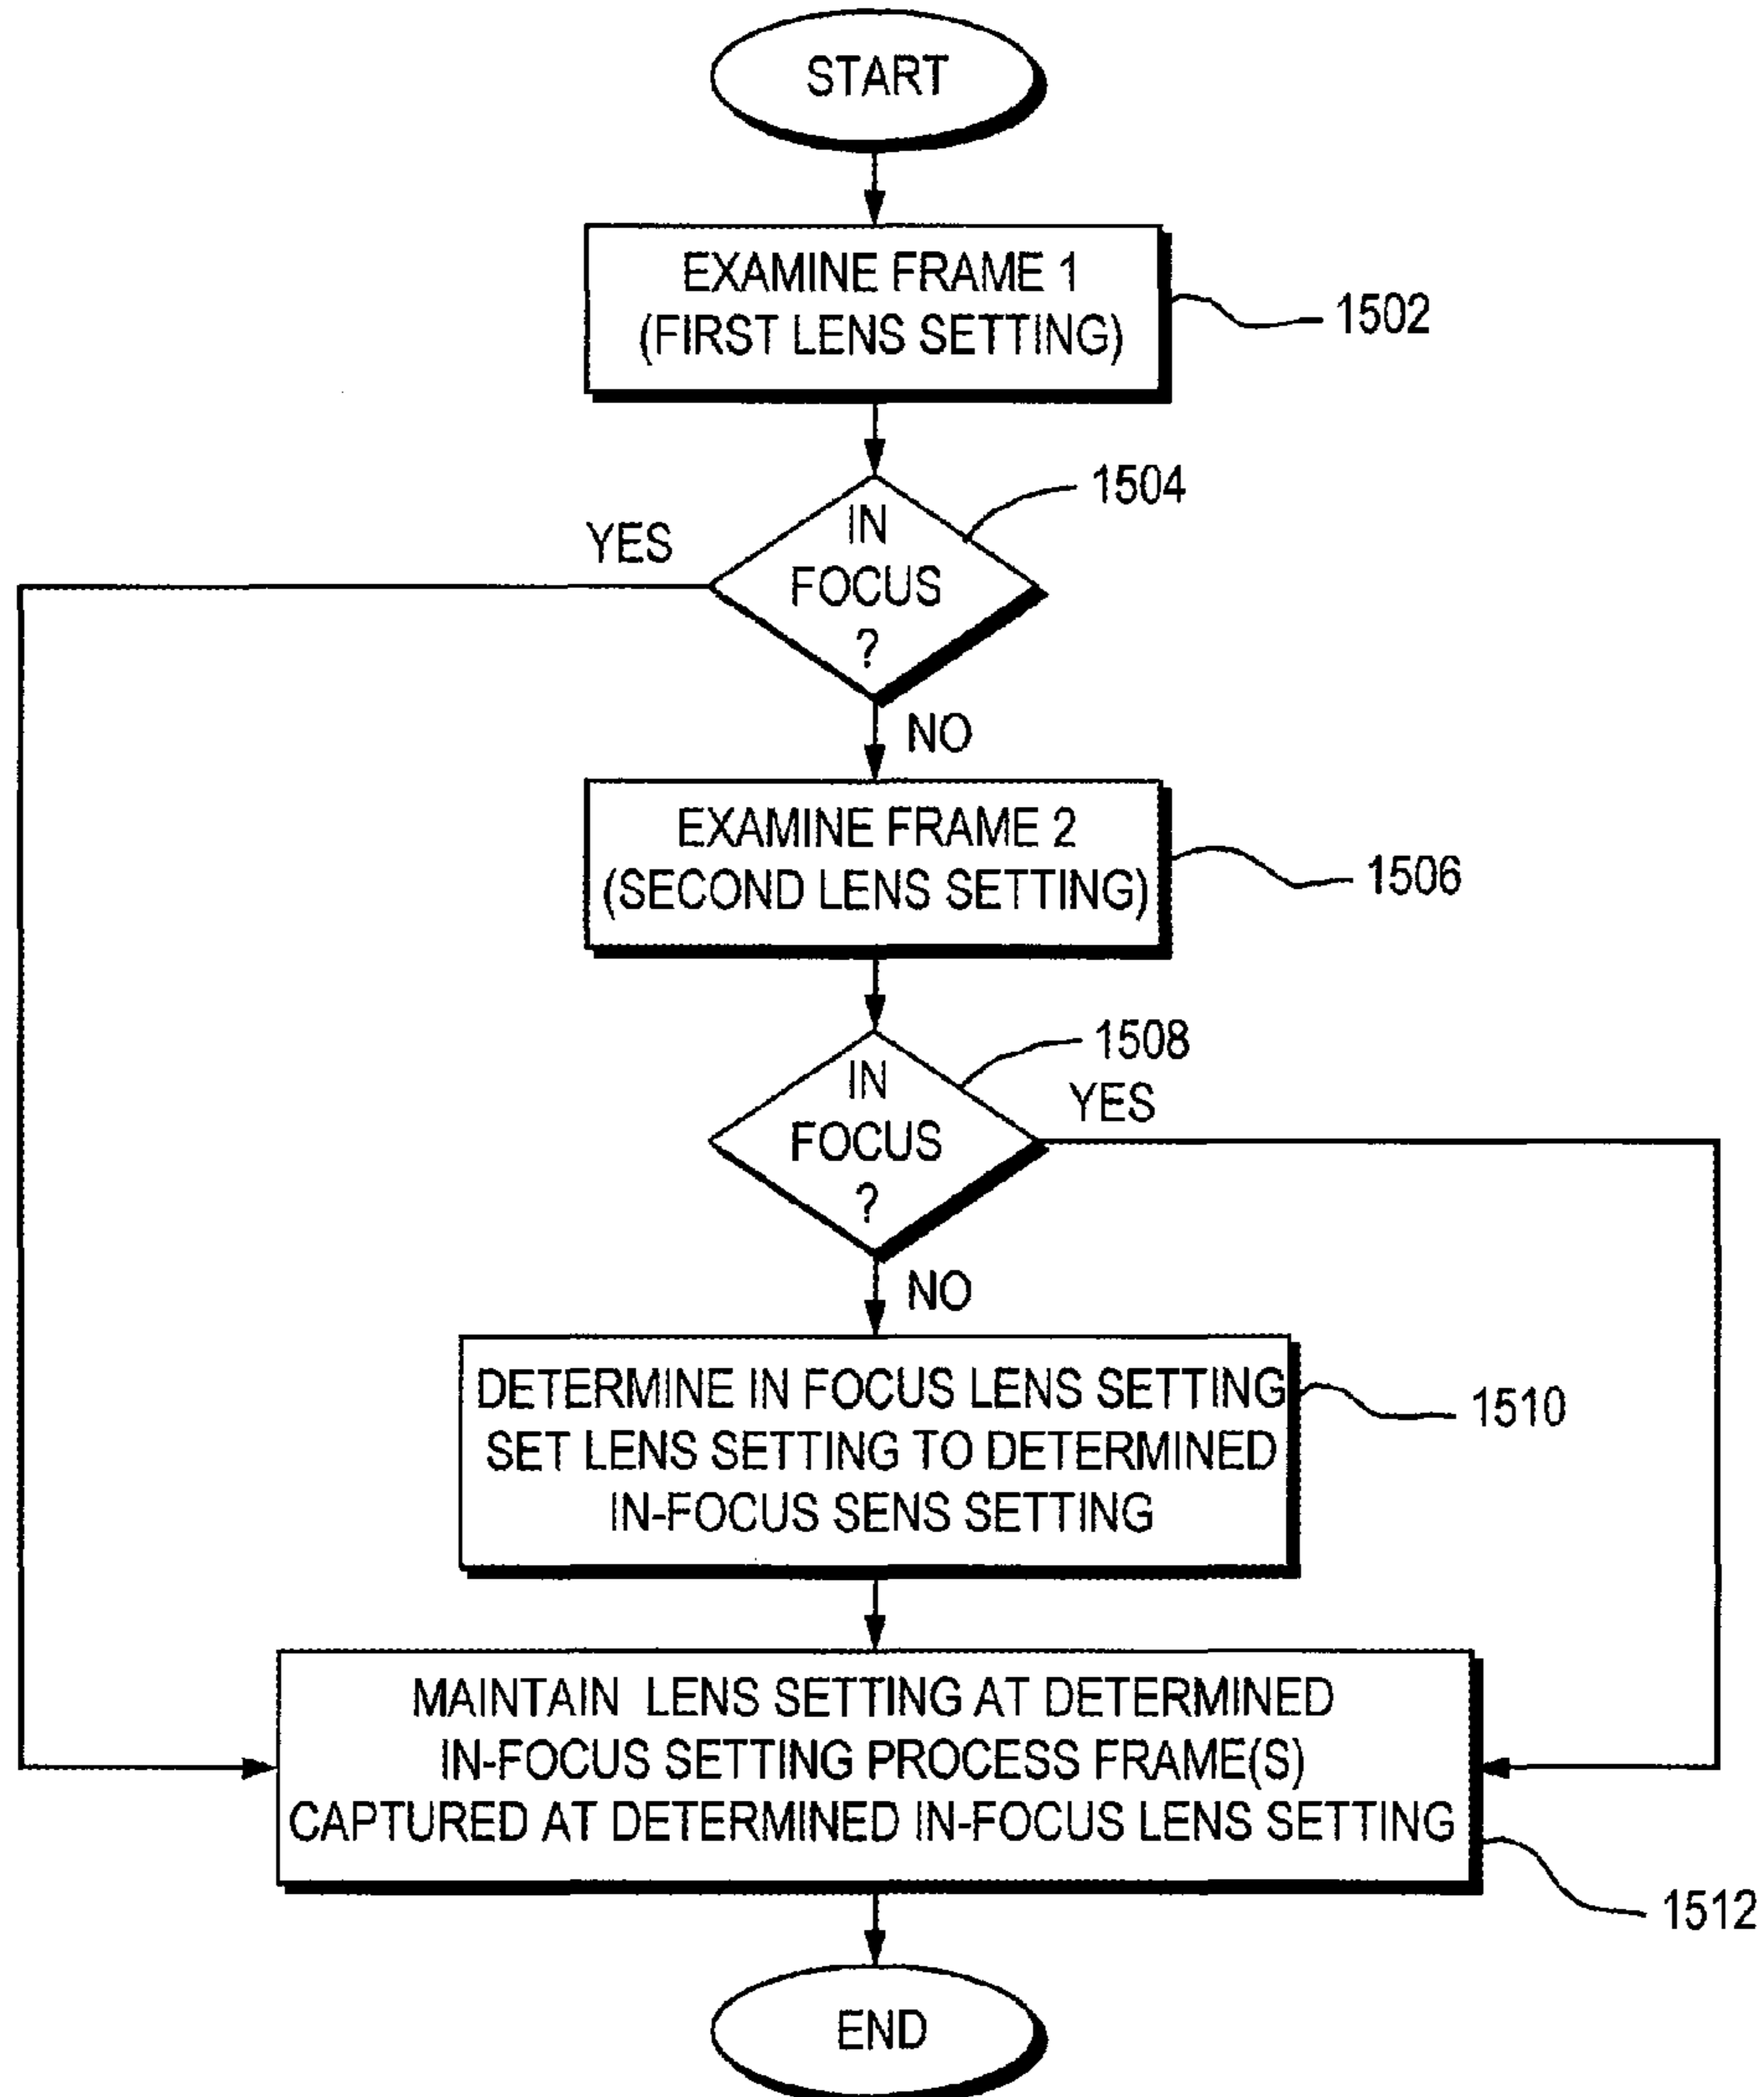 START
EXAMINE FRAME 1
(FIRST LENS SETTING)
1502
1504
IN
FOCUS
?
YES
NO
EXAMINE FRAME 2
(SECOND LENS SETTING)
1506
1508
IN
FOCUS
?
YES
NO
DETERMINE IN FOCUS LENS SETTING
SET LENS SETTING TO DETERMINED
IN-FOCUS SENS SETTING
1510
MAINTAIN LENS SETTING AT DETERMINED
IN-FOCUS SETTING PROCESS FRAME(S)
CAPTURED AT DETERMINED IN-FOCUS LENS SETTING
1512
END